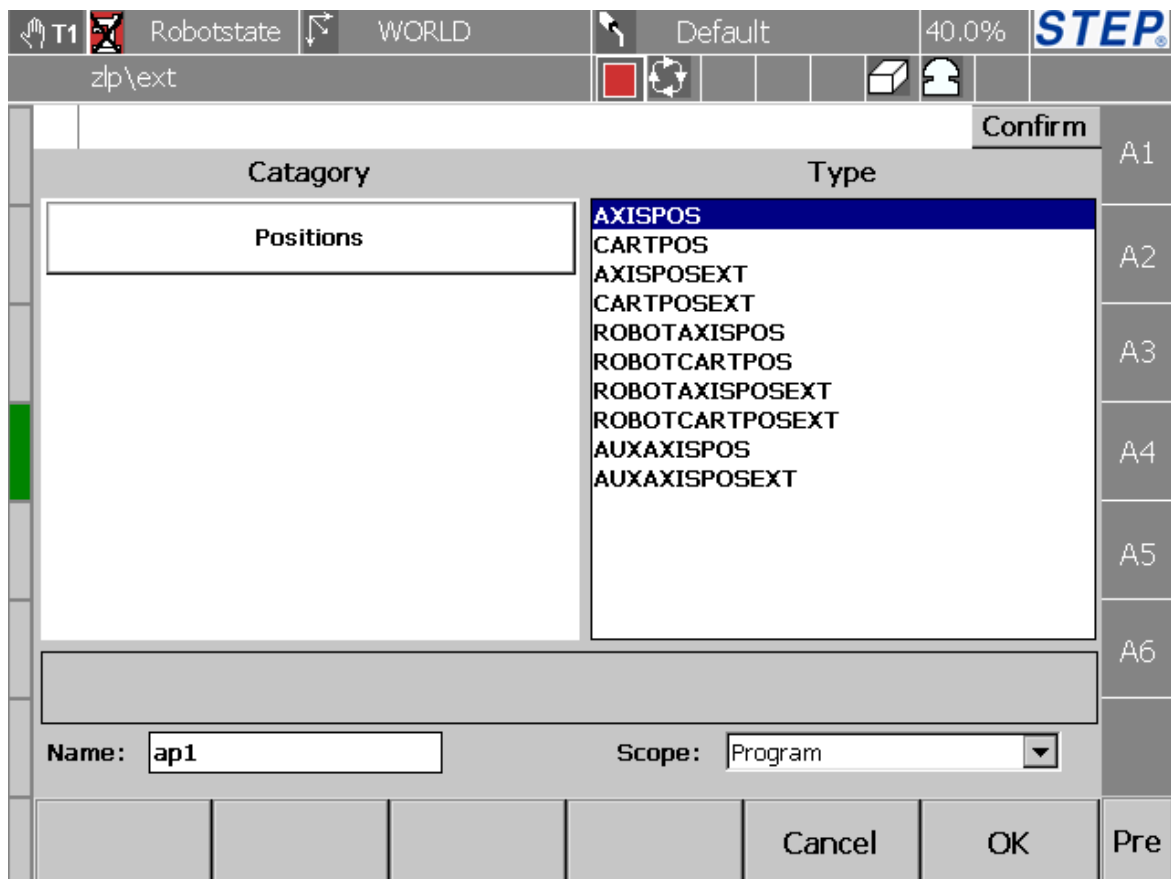 T1 Robotstate WORLD Default 40.0% STEP®
zlp\ext
Confirm
Catagory Type
Positions
AXISPOS
CARTPOS
AXISPOSEXT
CARTPOSEXT
ROBOTAXISPOS
ROBOTCARTPOS
ROBOTAXISPOSEXT
ROBOTCARTPOSEXT
AUXAXISPOS
AUXAXISPOSEXT
A1
A2
A3
A4
A5
A6
Name: ap1 Scope: Program
Cancel OK Pre